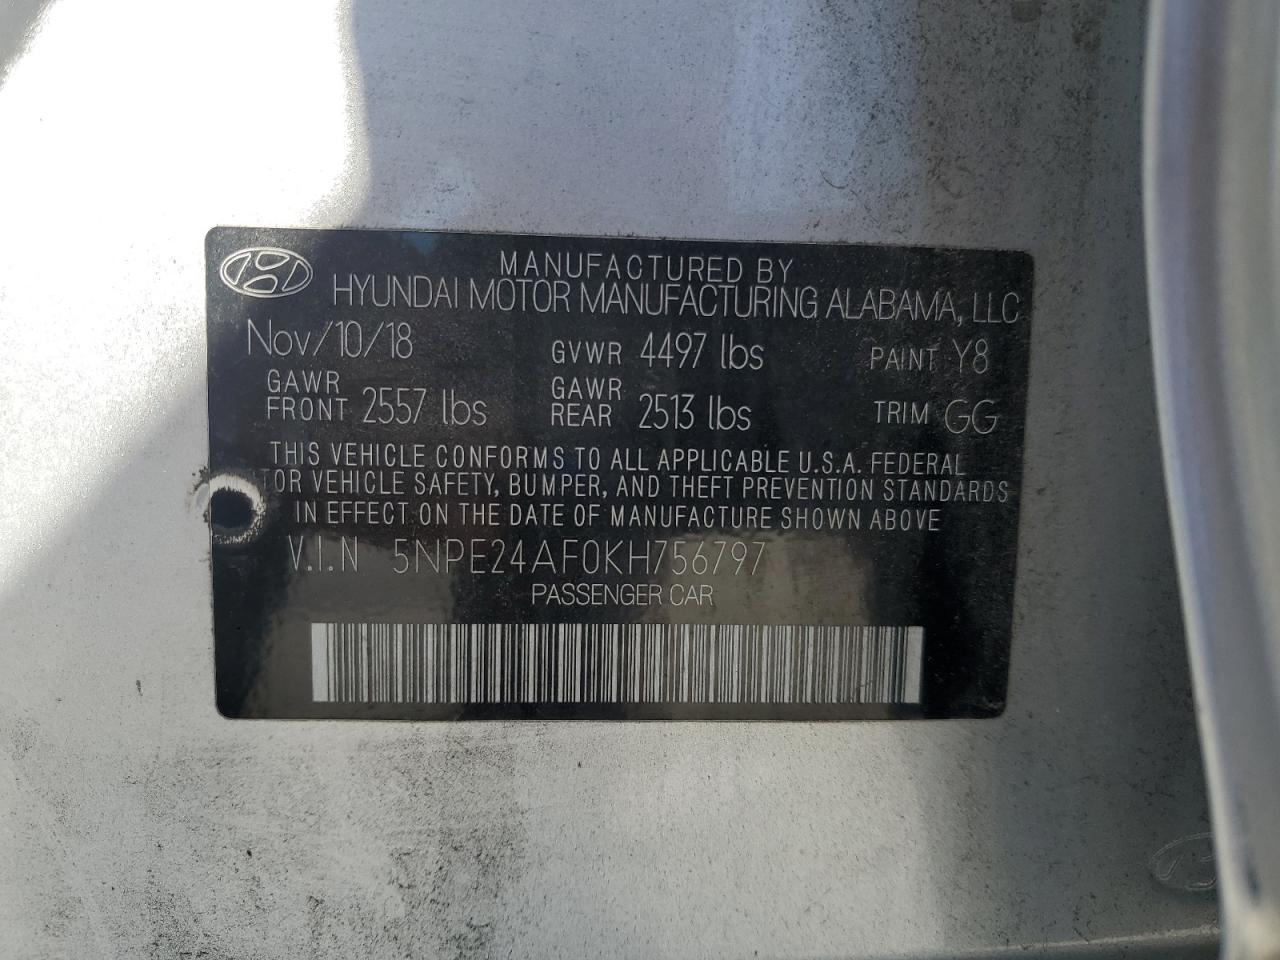 MANUFACTURED BY
HYUNDAI MOTOR MANUFACTURING ALABAMA, LLC
Nov/10/18 GVWR 4497 lbs PAINT Y8
GAWR FRONT 2557 lbs GAWR REAR 2513 lbs TRIM GG
THIS VEHICLE CONFORMS TO ALL APPLICABLE U.S.A. FEDERAL
TOR VEHICLE SAFETY, BUMPER, AND THEFT PREVENTION STANDARDS
IN EFFECT ON THE DATE OF MANUFACTURE SHOWN ABOVE
V.I.N 5NPE24AF0KH756797
PASSENGER CAR